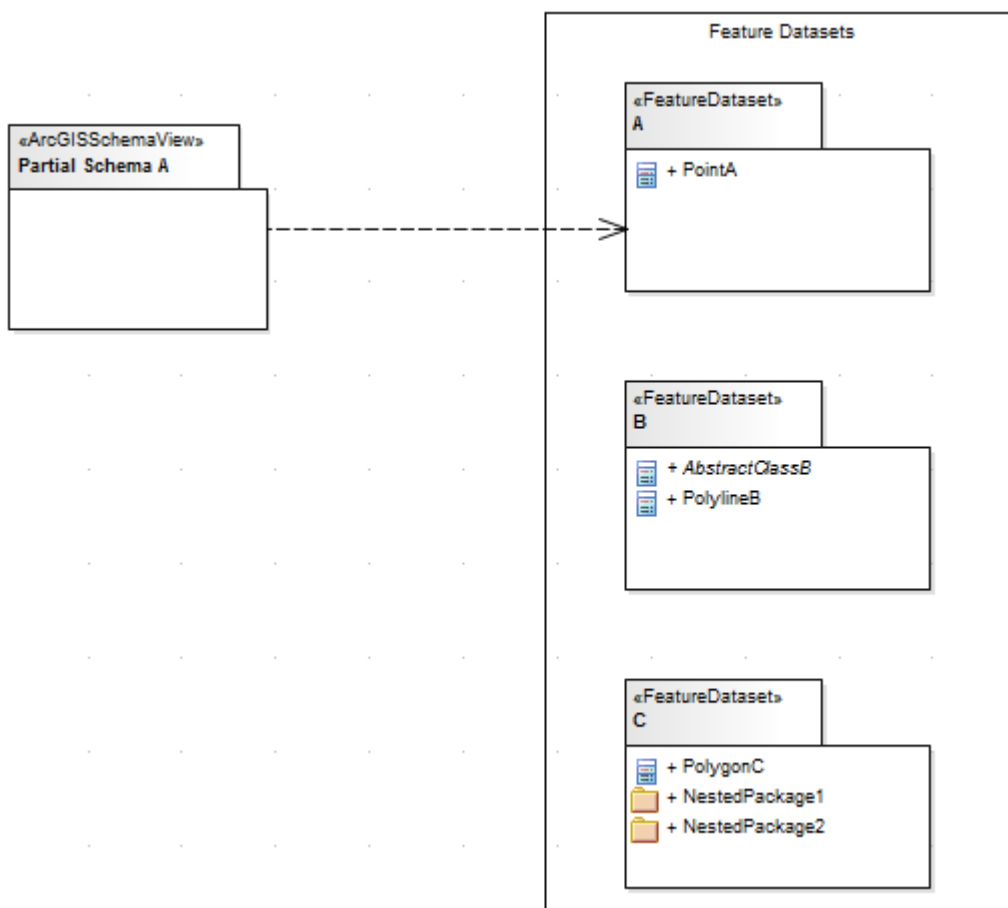 Feature Datasets
«FeatureDataset»
A
+ PointA
«ArcGISSchemaView»
Partial Schema A
«FeatureDataset»
B
+ AbstractClassB
+ PolylineB
«FeatureDataset»
C
+ PolygonC
+ NestedPackage1
+ NestedPackage2